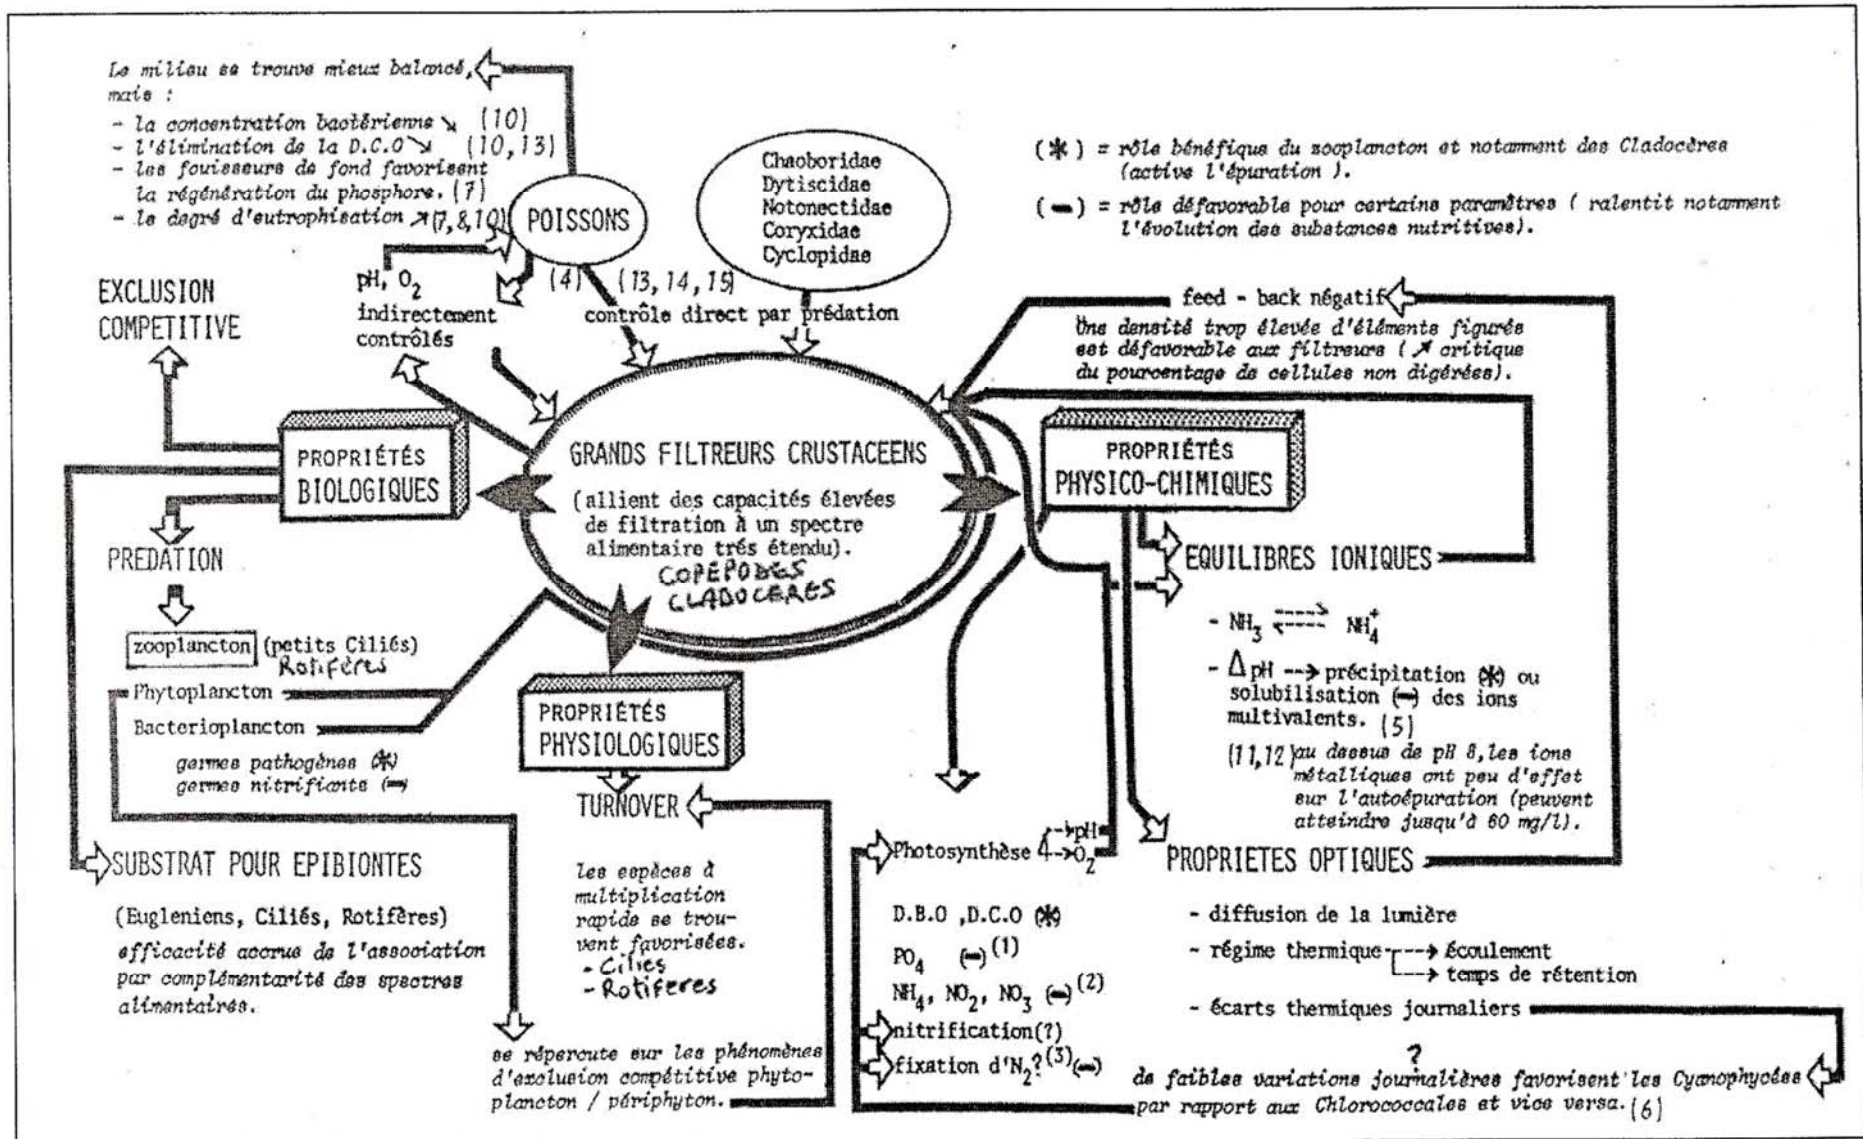 Le milieu se trouve mieux balancé,
mais :
- la concentration bactérienne ↘ (10)
- l'élimination de la D.C.O ↘ (10,13)
- les fouisseurs de fond favorisent
la régénération du phosphore. (7)
- le degré d'eutrophisation ↗ (7,8,10)
POISSONS
Chaoboridae
Dytiscidae
Notonectidae
Coryxidae
Cyclopidae
(*) = rôle bénéfique du zooplancton et notamment des Cladocères
(active l'épuration ).
(-) = rôle défavorable pour certains paramètres ( ralentit notamment
l'évolution des substances nutritives).
EXCLUSION
COMPETITIVE
pH, O2
indirectement
contrôlés
(4)
(13, 14, 15)
contrôle direct par prédation
feed - back négatif
Une densité trop élevée d'éléments figurés
est défavorable aux filtreurs ( ↗ critique
du pourcentage de cellules non digérées).
PROPRIÉTÉS
BIOLOGIQUES
GRANDS FILTREURS CRUSTACEENS
(allient des capacités élevées
de filtration à un spectre
alimentaire trés étendu).
COPEPODES
CLADOCERES
PROPRIÉTÉS
PHYSICO-CHIMIQUES
PREDATION
zooplancton (petits Ciliés)
Rotifères
Phytoplancton
Bacterioplancton
germes pathogènes (*)
germes nitrifiants (-)
PROPRIÉTÉS
PHYSIOLOGIQUES
TURNOVER
les espèces à
multiplication
rapide se trou-
vent favorisées.
- Ciliés
- Rotiferes
SUBSTRAT POUR EPIBIONTES
(Eugleniens, Ciliés, Rotifères)
efficacité accrue de l'association
par complémentarité des spectres
alimentaires.
se réperoute sur les phénomènes
d'exclusion compétitive phyto-
plancton / périphyton.
EQUILIBRES IONIQUES
- NH3 NH4+
- Δ pH --> précipitation (*) ou
solubilisation (-) des ions
multivalents. (5)
(11,12) au dessus de pH 8, les ions
métalliques ont peu d'effet
sur l'autoépuration (peuvent
atteindre jusqu'à 60 mg/l).
Photosynthèse --> pH
--> O2
D.B.O ,D.C.O (*)
PO4 (-) (1)
NH4, NO2, NO3 (-) (2)
nitrification(?)
fixation d'N2? (3) (-)
PROPRIETES OPTIQUES
- diffusion de la lumière
- régime thermique --> écoulement
--> temps de rétention
- écarts thermiques journaliers
?
de faibles variations journalières favorisent les Cyanophycées
par rapport aux Chlorococcales et vice versa. (6)